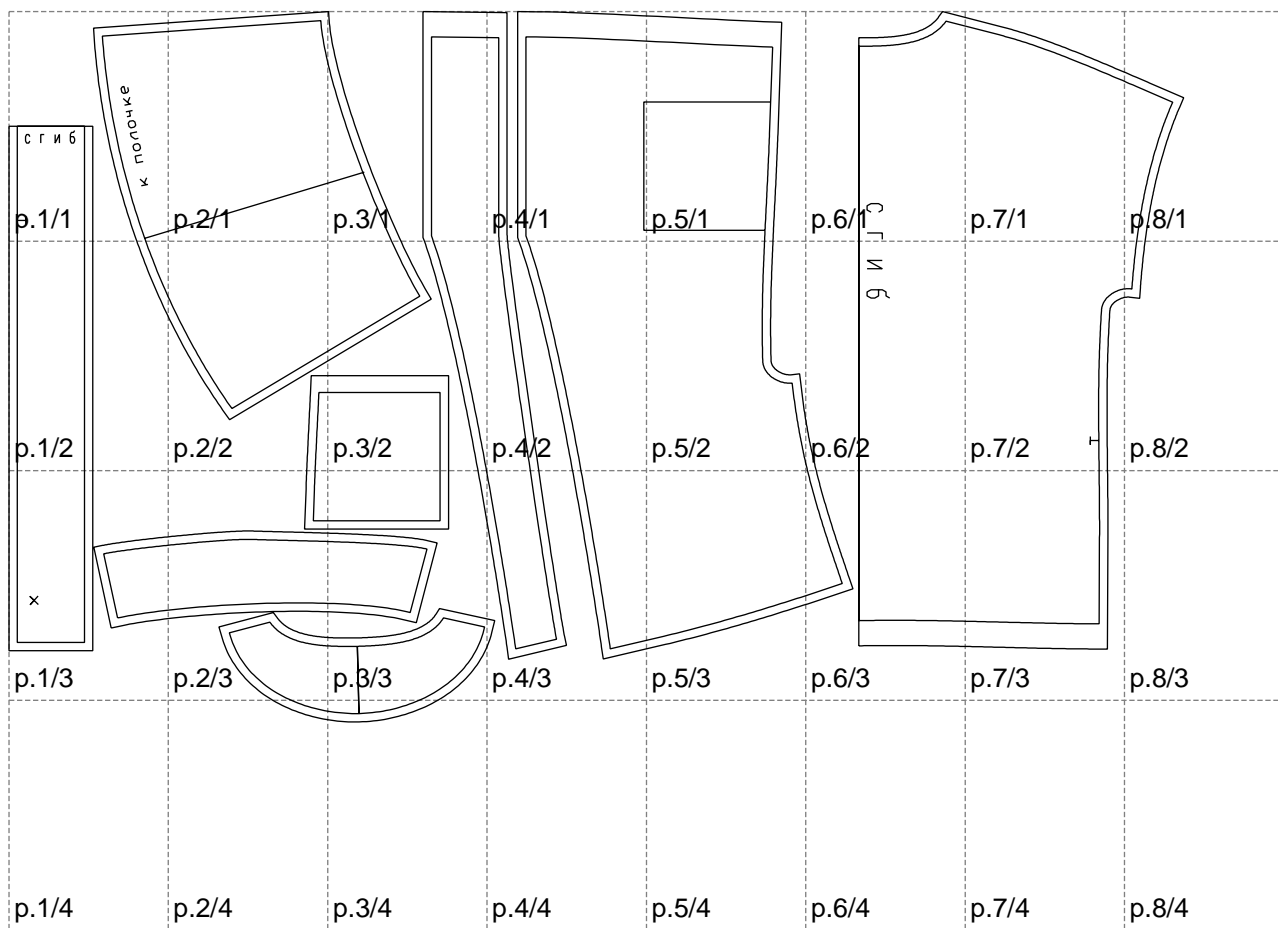 к полочке
сгиб
p.1/1 p.2/1 p.3/1 p.4/1 p.5/1 p.6/1 p.7/1 p.8/1
сгиб
p.1/2 p.2/2 p.3/2 p.4/2 p.5/2 p.6/2 p.7/2 p.8/2
p.1/3 p.2/3 p.3/3 p.4/3 p.5/3 p.6/3 p.7/3 p.8/3
p.1/4 p.2/4 p.3/4 p.4/4 p.5/4 p.6/4 p.7/4 p.8/4